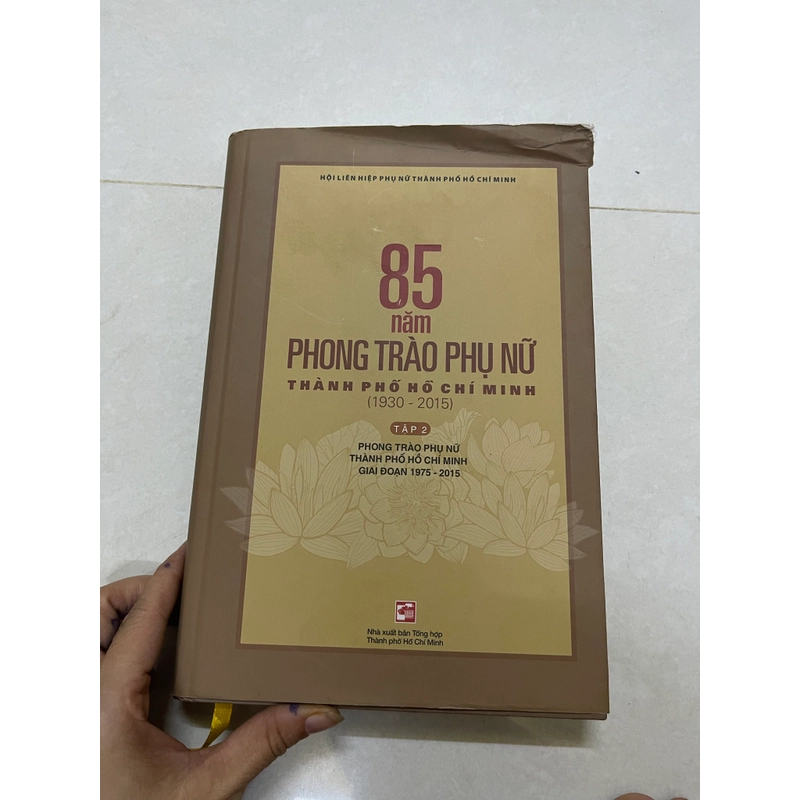 HỘI LIÊN HIỆP PHỤ NỮ THÀNH PHỐ HỒ CHÍ MINH
85
năm
PHONG TRÀO PHỤ NỮ
THÀNH PHỐ HỒ CHÍ MINH
(1930 - 2015)
TẬP 2
PHONG TRÀO PHỤ NỮ
THÀNH PHỐ HỒ CHÍ MINH
GIAI ĐOẠN 1975 - 2015
Nhà xuất bản Tổng hợp
Thành phố Hồ Chí Minh